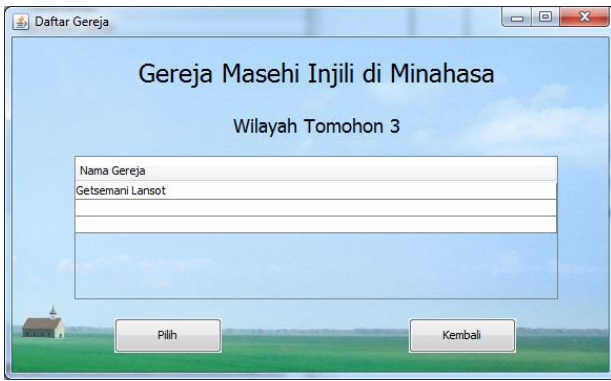 Daftar Gereja
Gereja Masehi Injili di Minahasa
Wilayah Tomohon 3
Nama Gereja
Getsemani Lansot
Pilih
Kembali